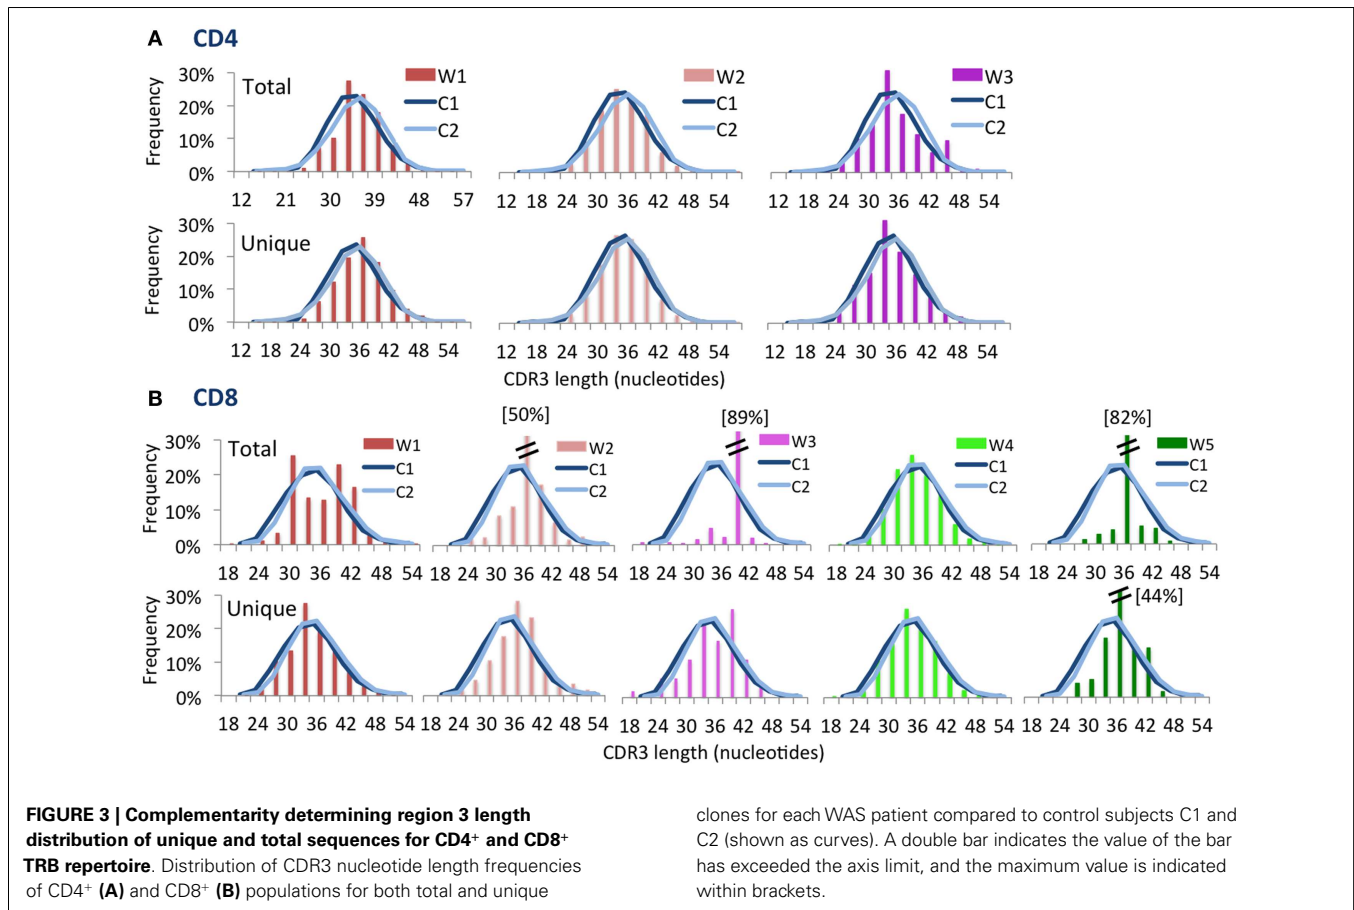 A CD4
30%
20%
10%
0%
Frequency
Total
W1
C1
C2
12 21 30 39 48 57
W2
C1
C2
12 18 24 30 36 42 48 54
W3
C1
C2
12 18 24 30 36 42 48 54
30%
20%
10%
0%
Frequency
Unique
12 18 24 30 36 42 48 54
12 18 24 30 36 42 48 54
12 18 24 30 36 42 48 54
CDR3 length (nucleotides)
B CD8
30%
20%
10%
0%
Frequency
Total
W1
C1
C2
18 24 30 36 42 48 54
[50%]
W2
C1
C2
18 24 30 36 42 48 54
[89%]
W3
C1
C2
18 24 30 36 42 48 54
W4
C1
C2
18 24 30 36 42 48 54
[82%]
W5
C1
C2
18 24 30 36 42 48 54
30%
20%
10%
0%
Frequency
Unique
18 24 30 36 42 48 54
18 24 30 36 42 48 54
18 24 30 36 42 48 54
18 24 30 36 42 48 54
[44%]
18 24 30 36 42 48 54
CDR3 length (nucleotides)
FIGURE 3 | Complementarity determining region 3 length
distribution of unique and total sequences for CD4⁺ and CD8⁺
TRB repertoire. Distribution of CDR3 nucleotide length frequencies
of CD4⁺ (A) and CD8⁺ (B) populations for both total and unique
clones for each WAS patient compared to control subjects C1 and
C2 (shown as curves). A double bar indicates the value of the bar
has exceeded the axis limit, and the maximum value is indicated
within brackets.